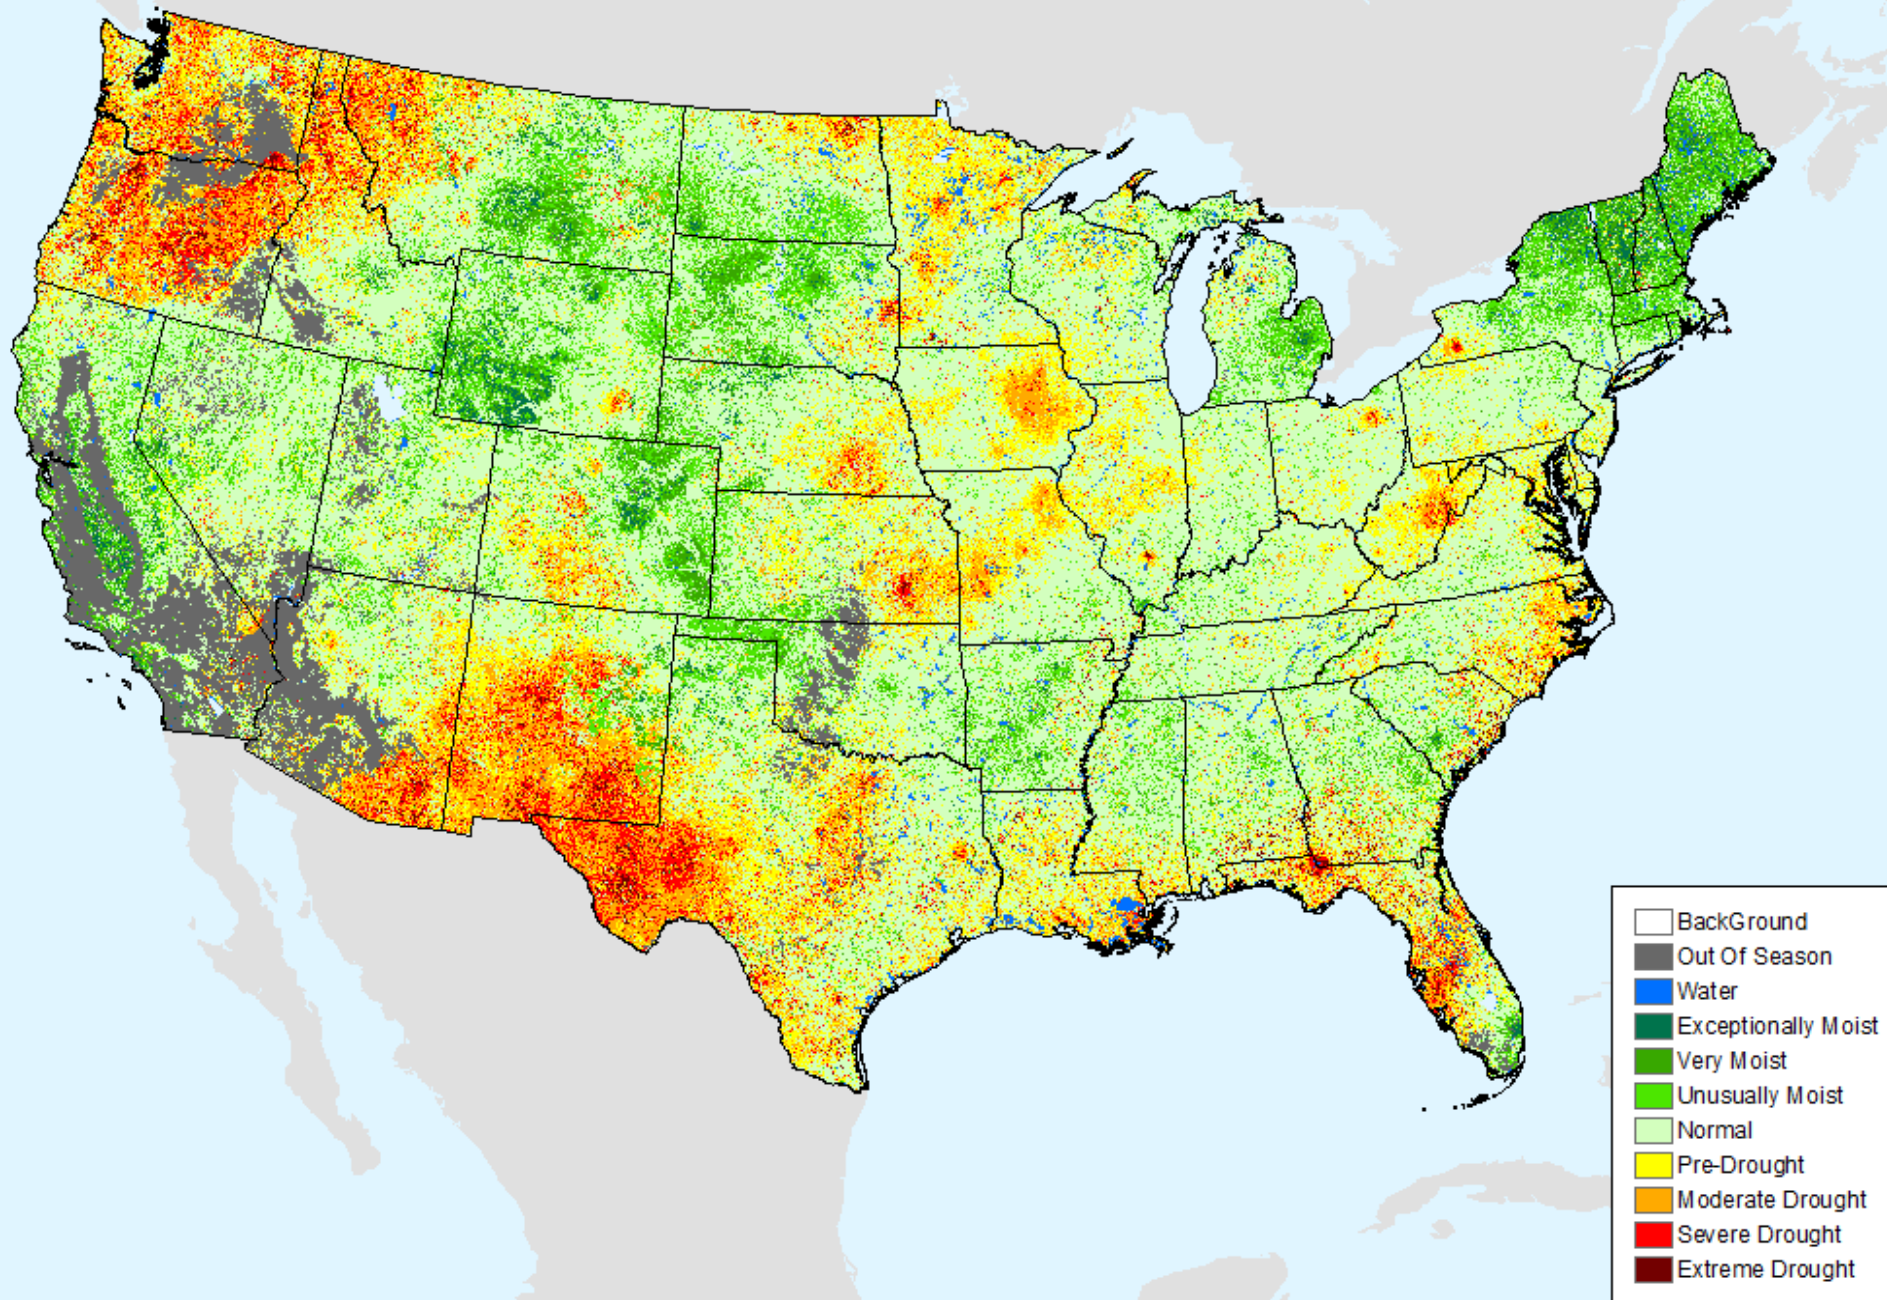 BackGround
Out Of Season
Water
Exceptionally Moist
Very Moist
Unusually Moist
Normal
Pre-Drought
Moderate Drought
Severe Drought
Extreme Drought